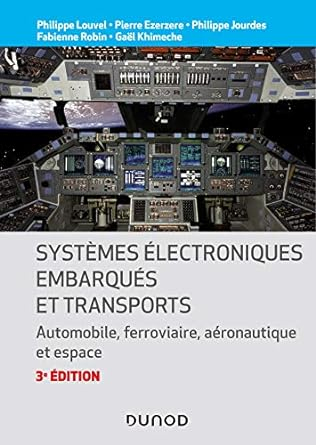 Philippe Louvel • Pierre Ezerzere • Philippe Jourdes
Fabienne Robin • Gaël Khimeche
SYSTÈMES ÉLECTRONIQUES
EMBARQUÉS
ET TRANSPORTS
Automobile, ferroviaire, aéronautique
et espace
3e ÉDITION
DUNOD